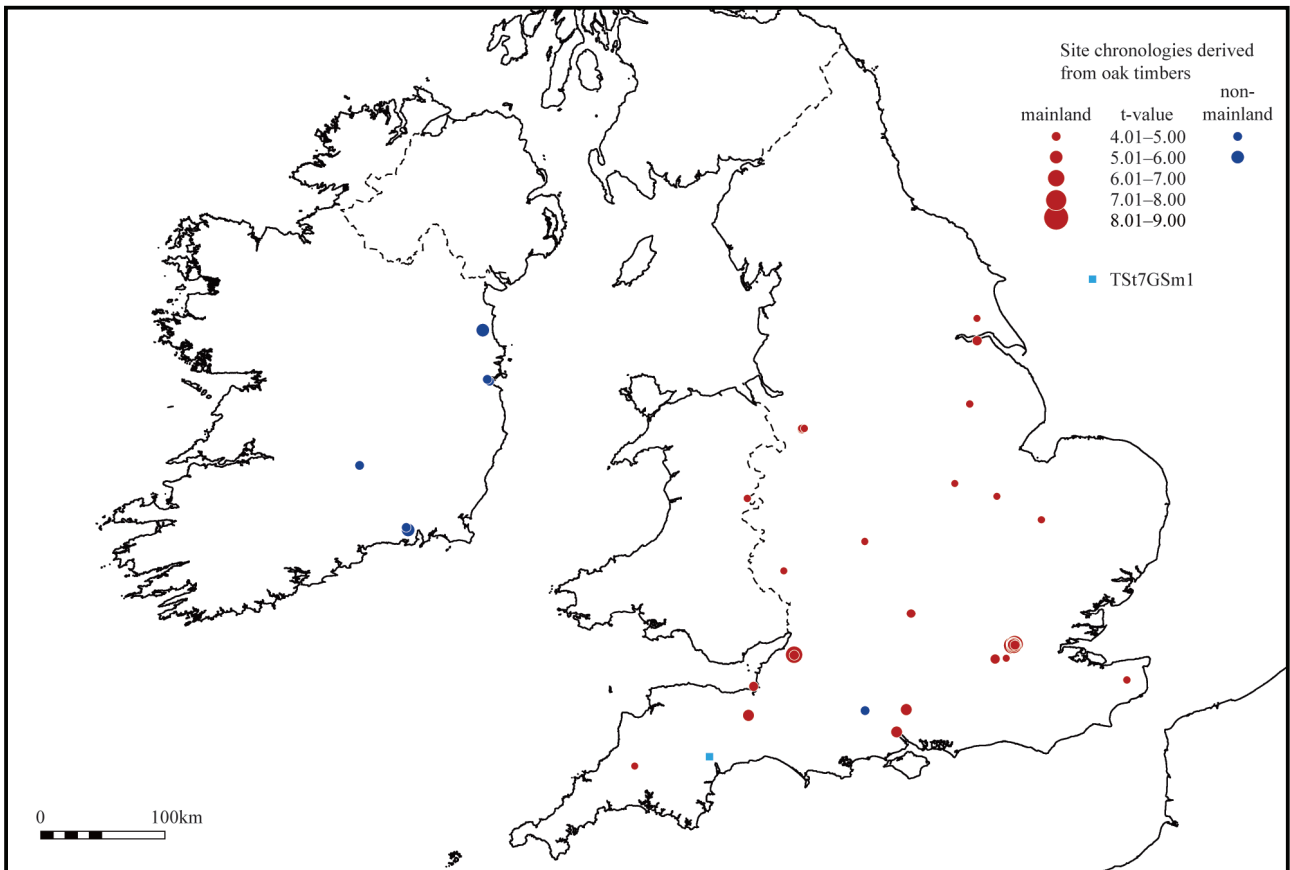 Site chronologies derived
from oak timbers
non-
mainland t-value mainland
4.01–5.00
5.01–6.00
6.01–7.00
7.01–8.00
8.01–9.00
TSt7GSm1
0 100km